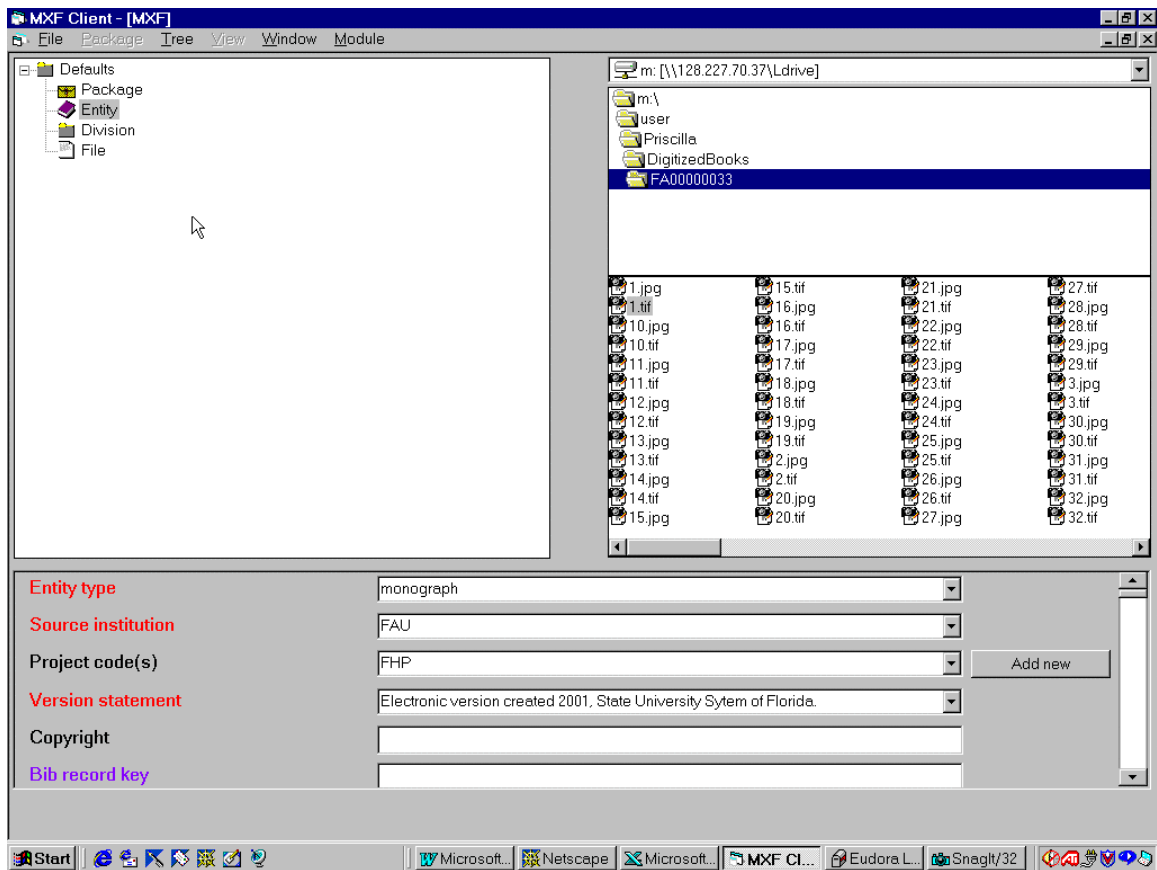 MXF Client - [MXF]
File Package Tree View Window Module
Defaults
Package
Entity
Division
File
m: [\\128.227.70.37\Ldrive]
m:\
user
Priscilla
DigitizedBooks
FA00000033
1.jpg 15.tif 21.jpg 27.tif
1.tif 16.jpg 21.tif 28.jpg
10.jpg 16.tif 22.jpg 28.tif
10.tif 17.jpg 22.tif 29.jpg
11.jpg 17.tif 23.jpg 29.tif
11.tif 18.jpg 23.tif 3.jpg
12.jpg 18.tif 24.jpg 3.tif
12.tif 19.jpg 24.tif 30.jpg
13.jpg 19.tif 25.jpg 30.tif
13.tif 2.jpg 25.tif 31.jpg
14.jpg 2.tif 26.jpg 31.tif
14.tif 20.jpg 26.tif 32.jpg
15.jpg 20.tif 27.jpg 32.tif
Entity type monograph
Source institution FAU
Project code(s) FHP Add new
Version statement Electronic version created 2001, State University Sytem of Florida.
Copyright
Bib record key
Start Microsoft... Netscape Microsoft... MXF Cl... Eudora L... SnagIt/32